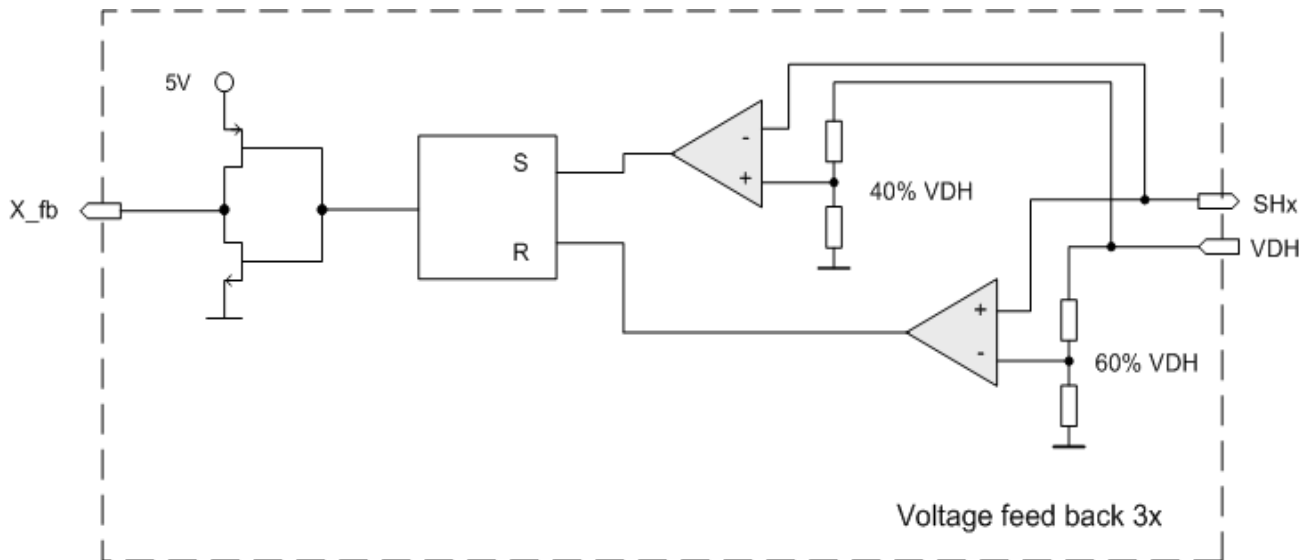 5V
S
-
+
40% VDH
X_fb
SHx
R
VDH
+
-
60% VDH
Voltage feed back 3x